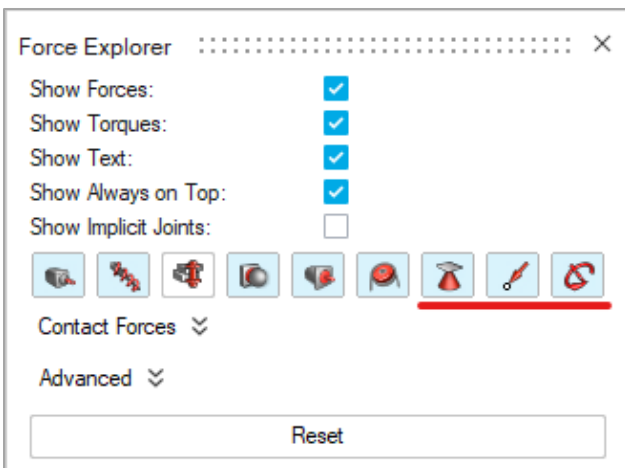 Force Explorer
Show Forces:
Show Torques:
Show Text:
Show Always on Top:
Show Implicit Joints:
Contact Forces
Advanced
Reset